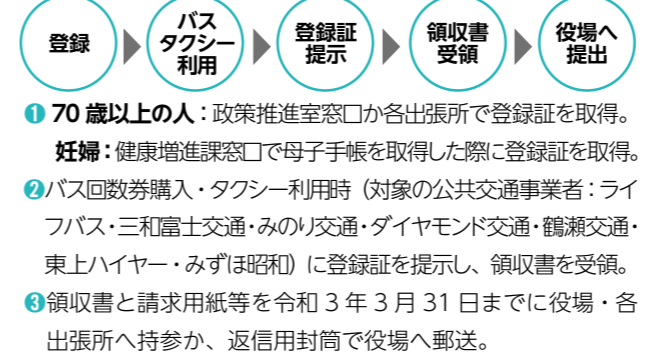 登録
バス
タクシー
利用
登録証
提示
領収書
受領
役場へ
提出
❶ 70 歳以上の人:政策推進室窓口か各出張所で登録証を取得。
妊婦:健康増進課窓口で母子手帳を取得した際に登録証を取得。
❷バス回数券購入・タクシー利用時(対象の公共交通事業者:ライ
フバス・三和富士交通・みのり交通・ダイヤモンド交通・鶴瀬交通・
東上ハイヤー・みずほ昭和)に登録証を提示し、領収書を受領。
❸領収書と請求用紙等を令和 3 年 3 月 31 日までに役場・各
出張所へ持参か、返信用封筒で役場へ郵送。